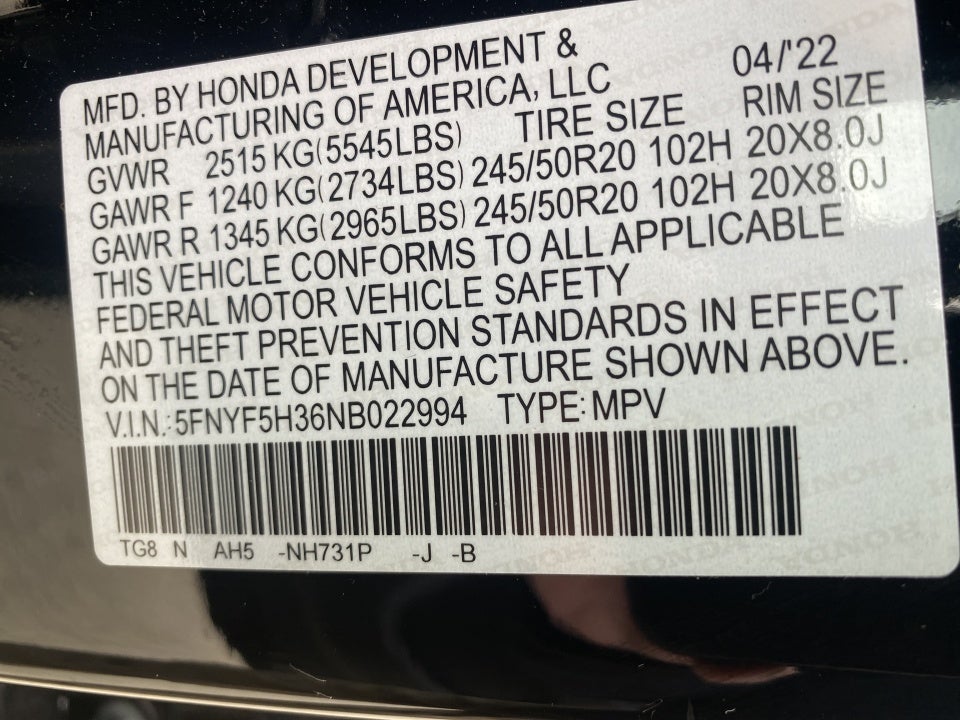 MFD. BY HONDA DEVELOPMENT &
MANUFACTURING OF AMERICA, LLC 04/'22
GVWR 2515 KG(5545LBS) TIRE SIZE RIM SIZE
GAWR F 1240 KG(2734LBS) 245/50R20 102H 20X8.0J
GAWR R 1345 KG(2965LBS) 245/50R20 102H 20X8.0J
THIS VEHICLE CONFORMS TO ALL APPLICABLE
FEDERAL MOTOR VEHICLE SAFETY
AND THEFT PREVENTION STANDARDS IN EFFECT
ON THE DATE OF MANUFACTURE SHOWN ABOVE.
V.I.N.: 5FNYF5H36NB022994 TYPE: MPV
TG8 N AH5 -NH731P -J -B